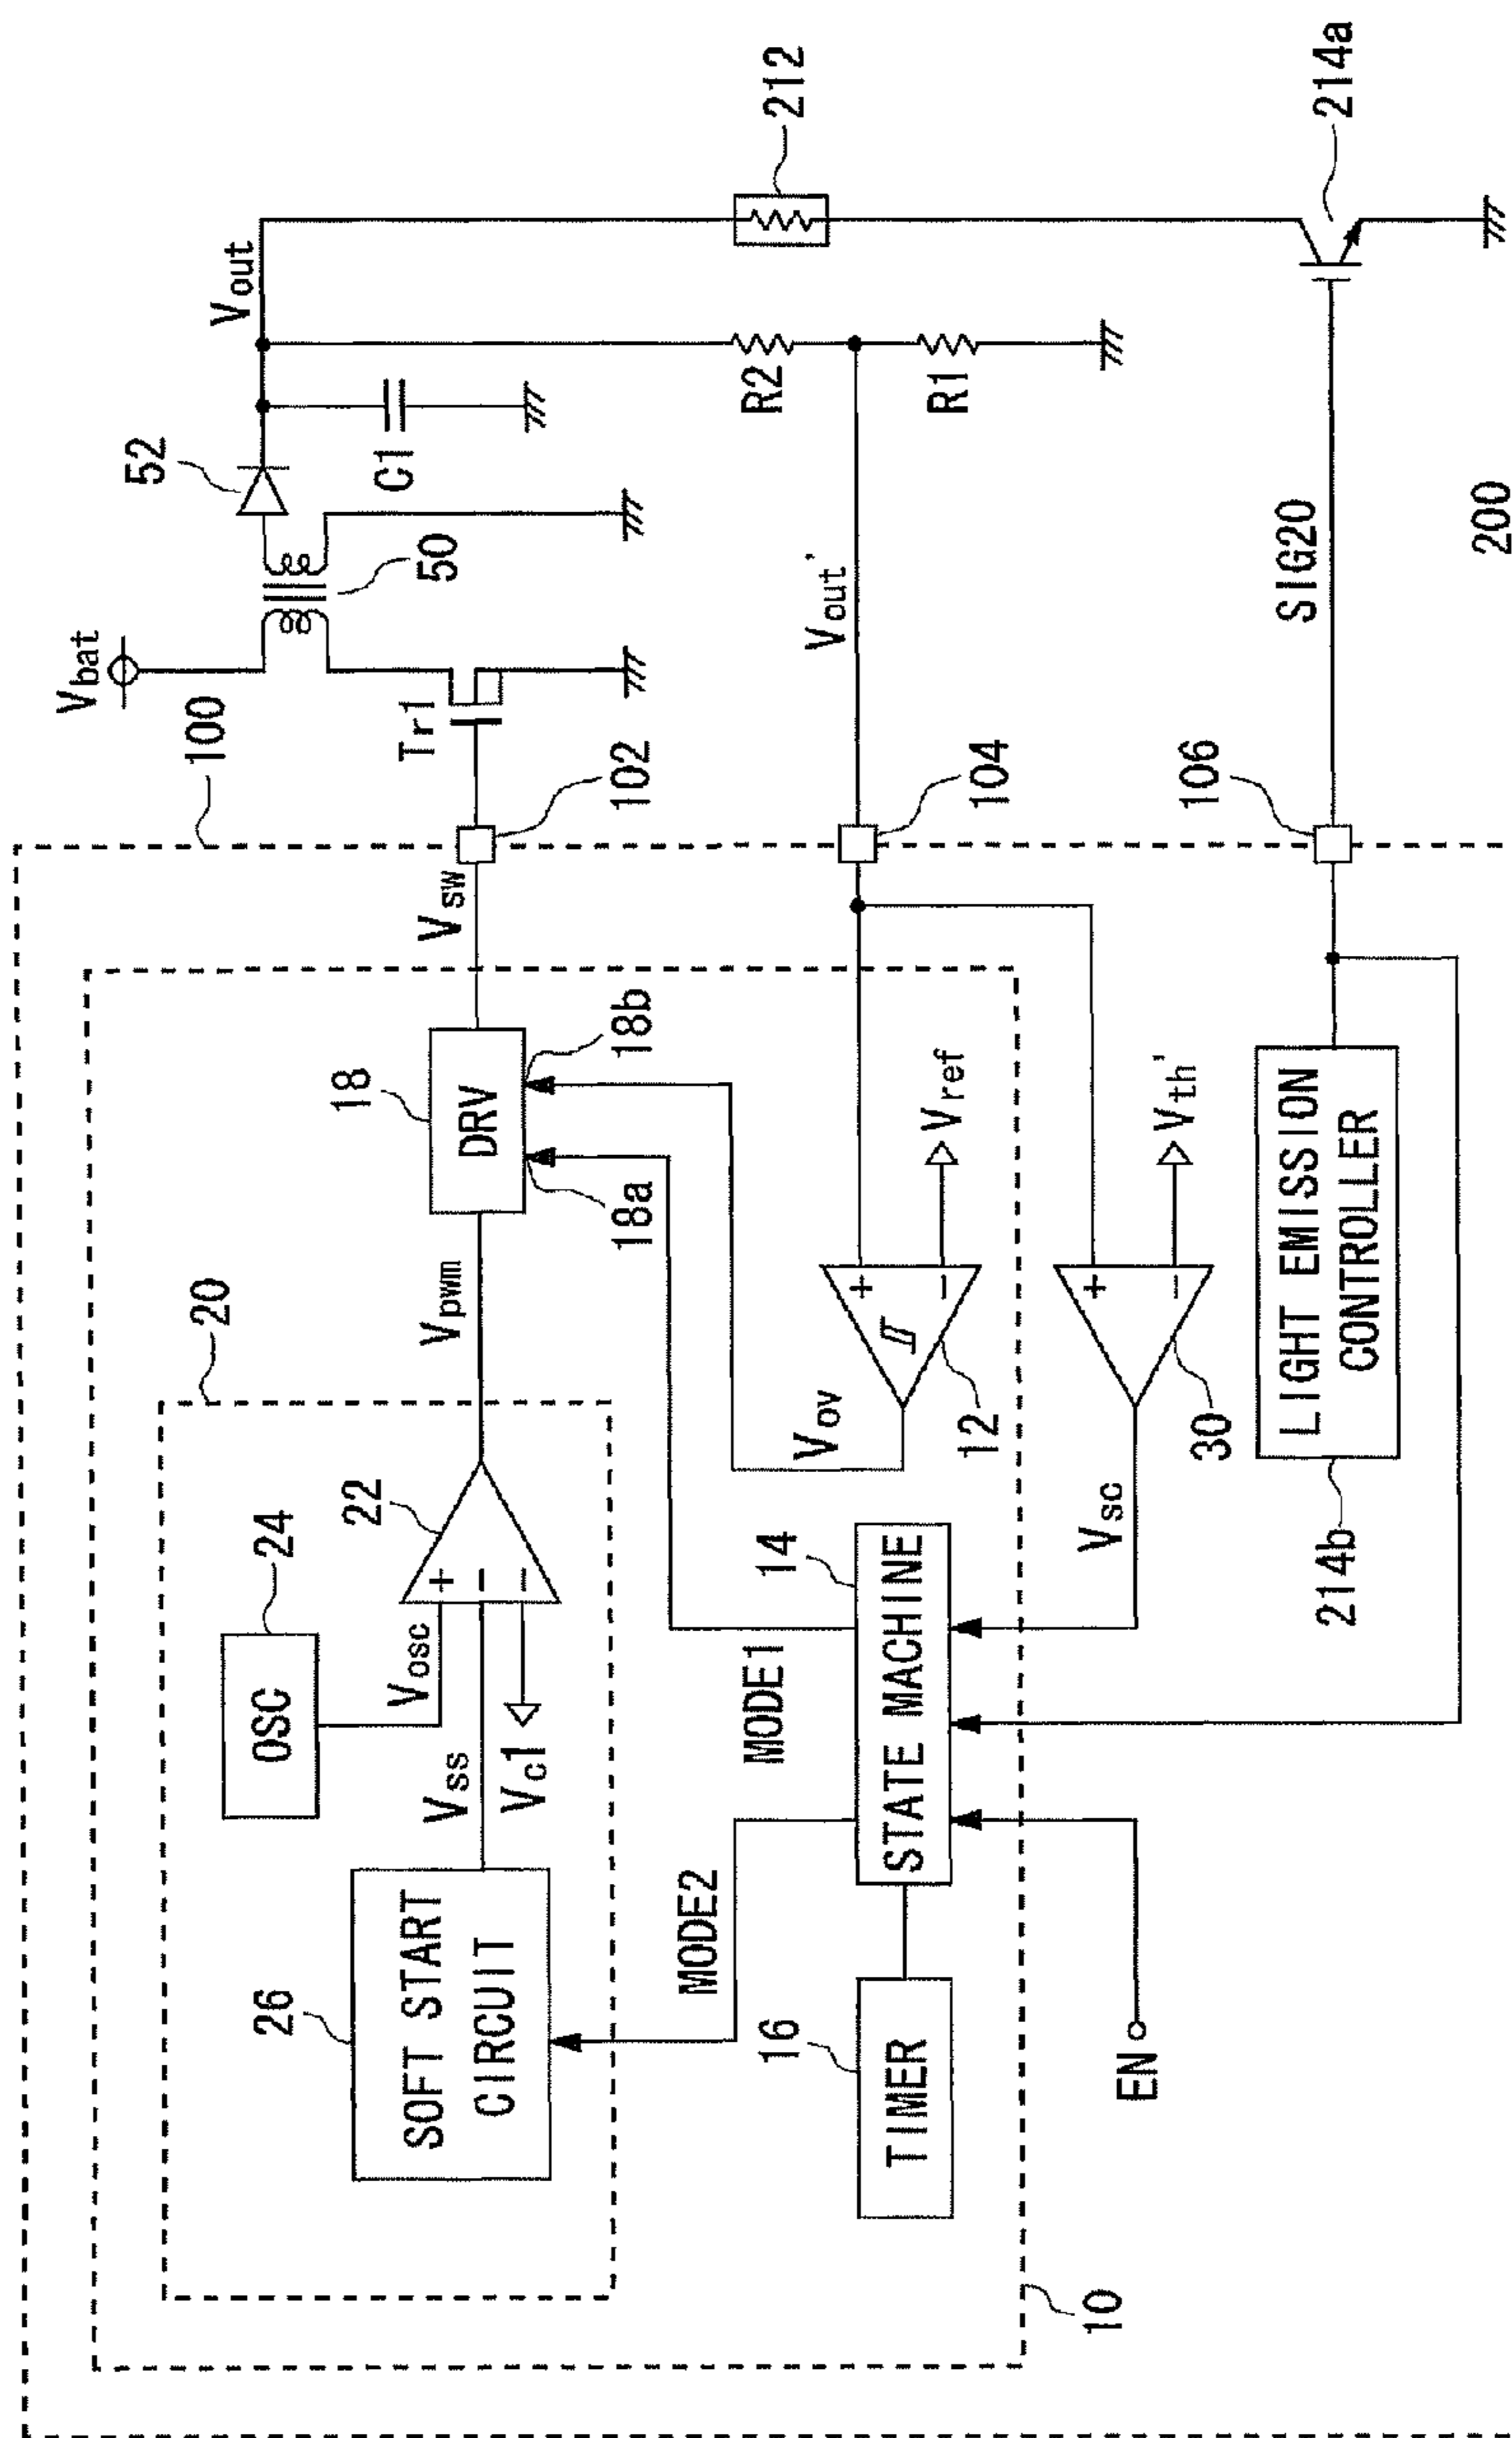 200
100
10
20
26
SOFT START
CIRCUIT
24
OSC
Vosc
Vss
Vc1
22
+
−
−
Vpwm
18
DRV
18a
18b
Vsw
102
Tr1
Vbat
50
52
C1
Vout
MODE2
MODE1
16
TIMER
14
STATE MACHINE
Vov
12
+
−
Vref
104
Vout'
R2
R1
212
EN
Vsc
30
+
−
Vth'
214b
LIGHT EMISSION
CONTROLLER
106
SIG20
214a